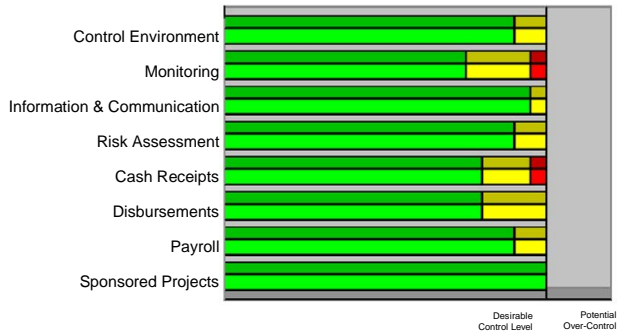 Control Environment
Monitoring
Information & Communication
Risk Assessment
Cash Receipts
Disbursements
Payroll
Sponsored Projects
Desirable
Control Level
Potential
Over-Control